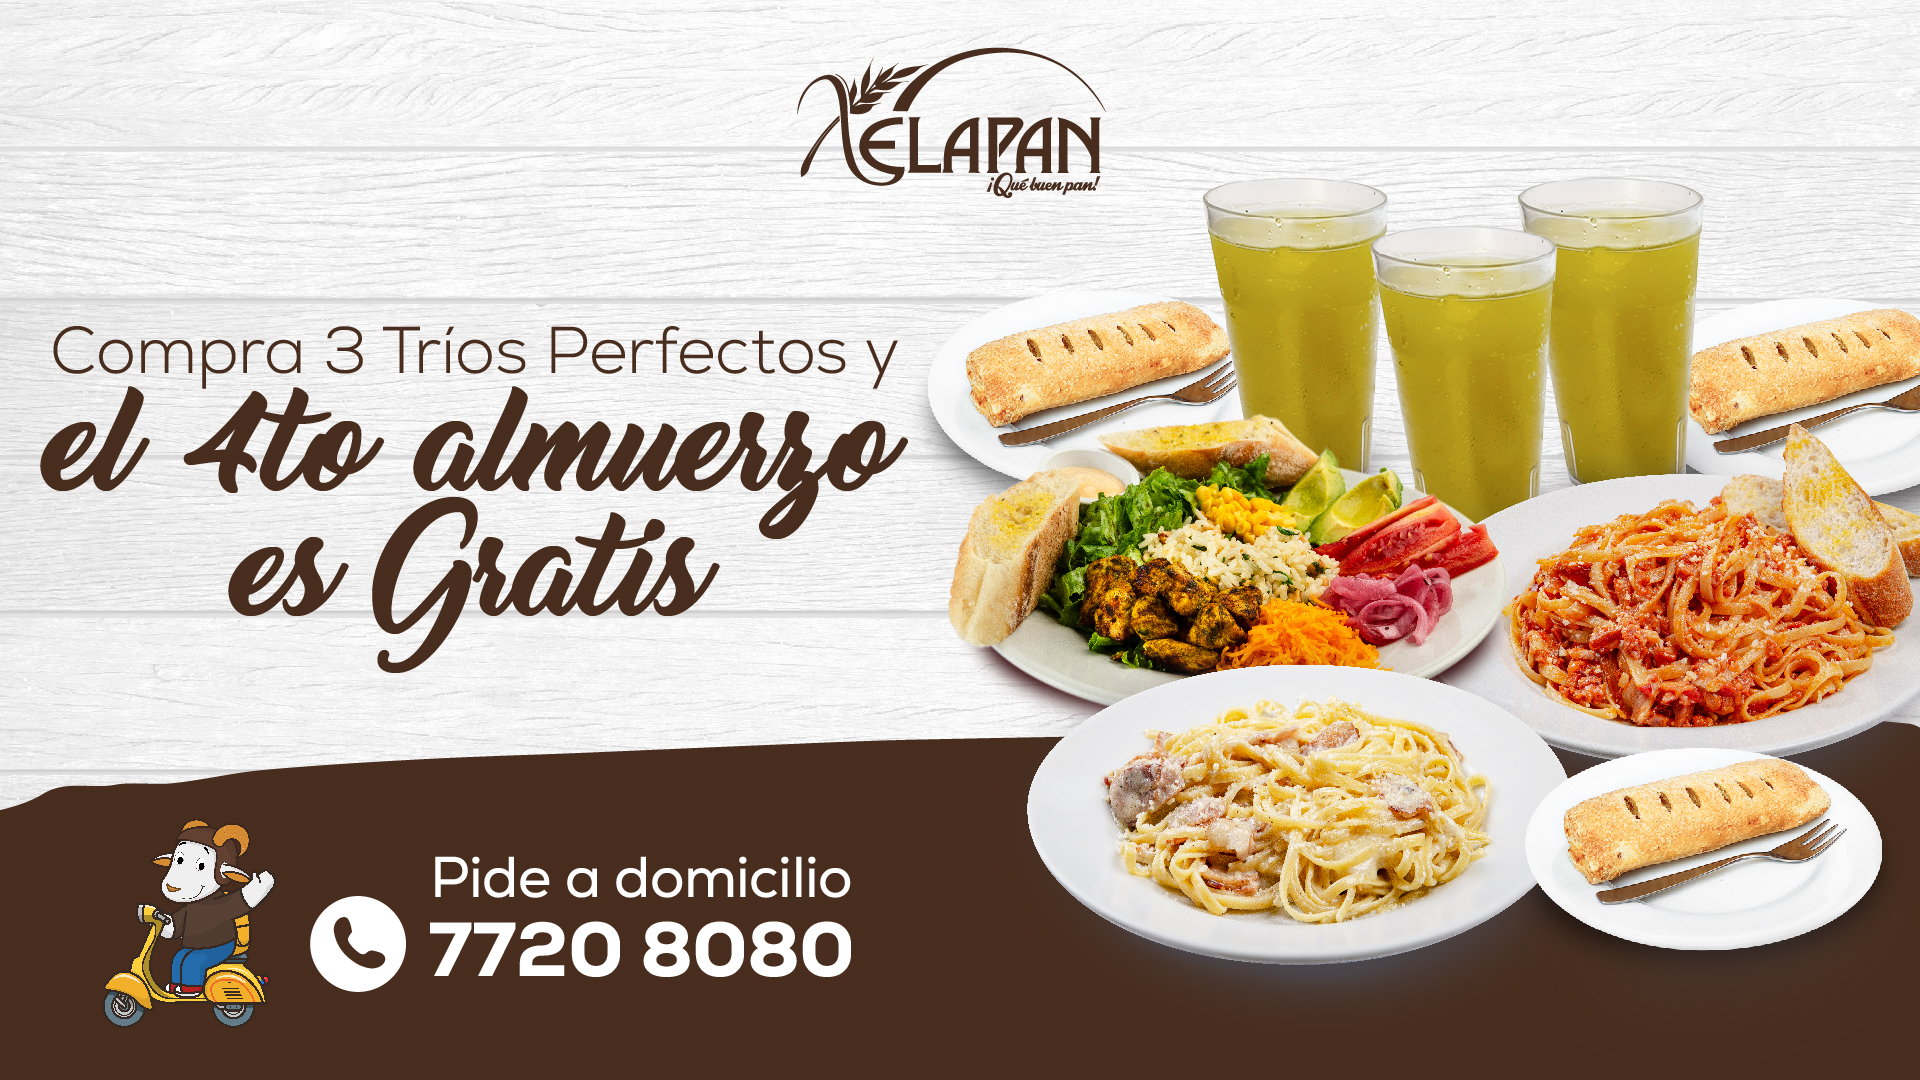 XELAPAN
¡Qué buen pan!
Compra 3 Tríos Perfectos y
el 4to almuerzo
es Gratis
Pide a domicilio
7720 8080